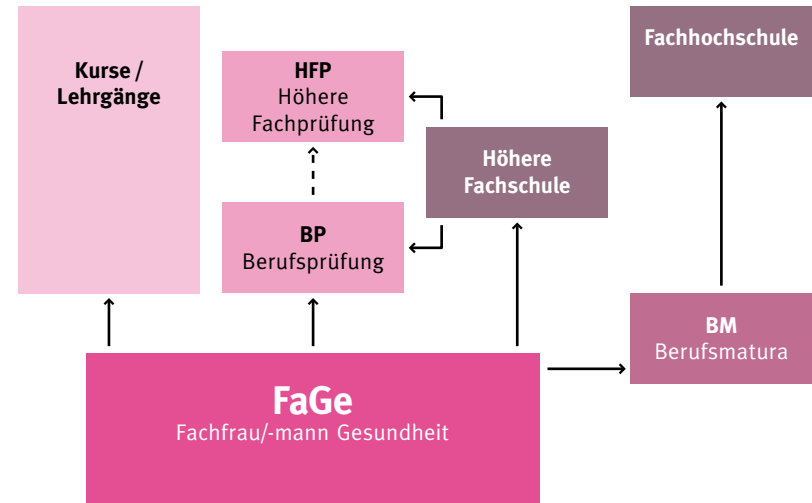 Kurse /
Lehrgänge
HFP
Höhere
Fachprüfung
Fachhochschule
Höhere
Fachschule
BP
Berufsprüfung
BM
Berufsmatura
FaGe
Fachfrau/-mann Gesundheit